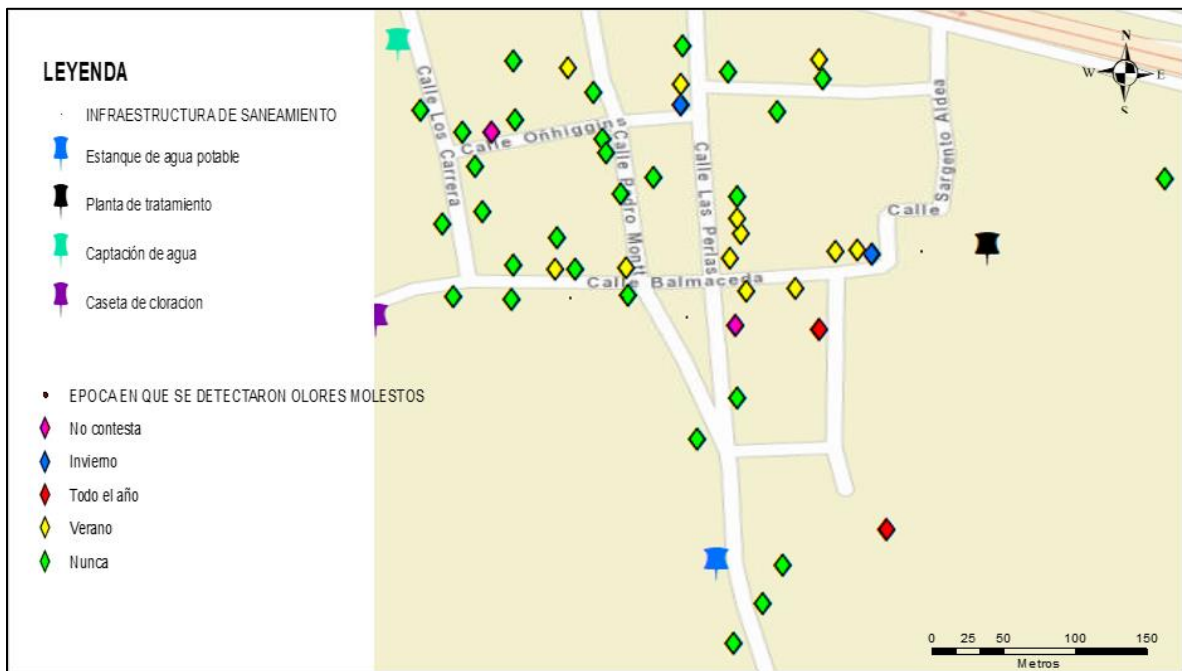 LEYENDA
INFRAESTRUCTURA DE SANEAMIENTO
Estanque de agua potable
Planta de tratamiento
Captación de agua
Caseta de cloracion
EPOCA EN QUE SE DETECTARON OLORES MOLESTOS
No contesta
Invierno
Todo el año
Verano
Nunca
Calle Los Carrera
Calle Oñhiggins
Calle Pedro Montt
Calle Las Perlas
Calle Sargento Aldea
Calle Balmaceda
N
W E
S
0 25 50 100 150
Metros